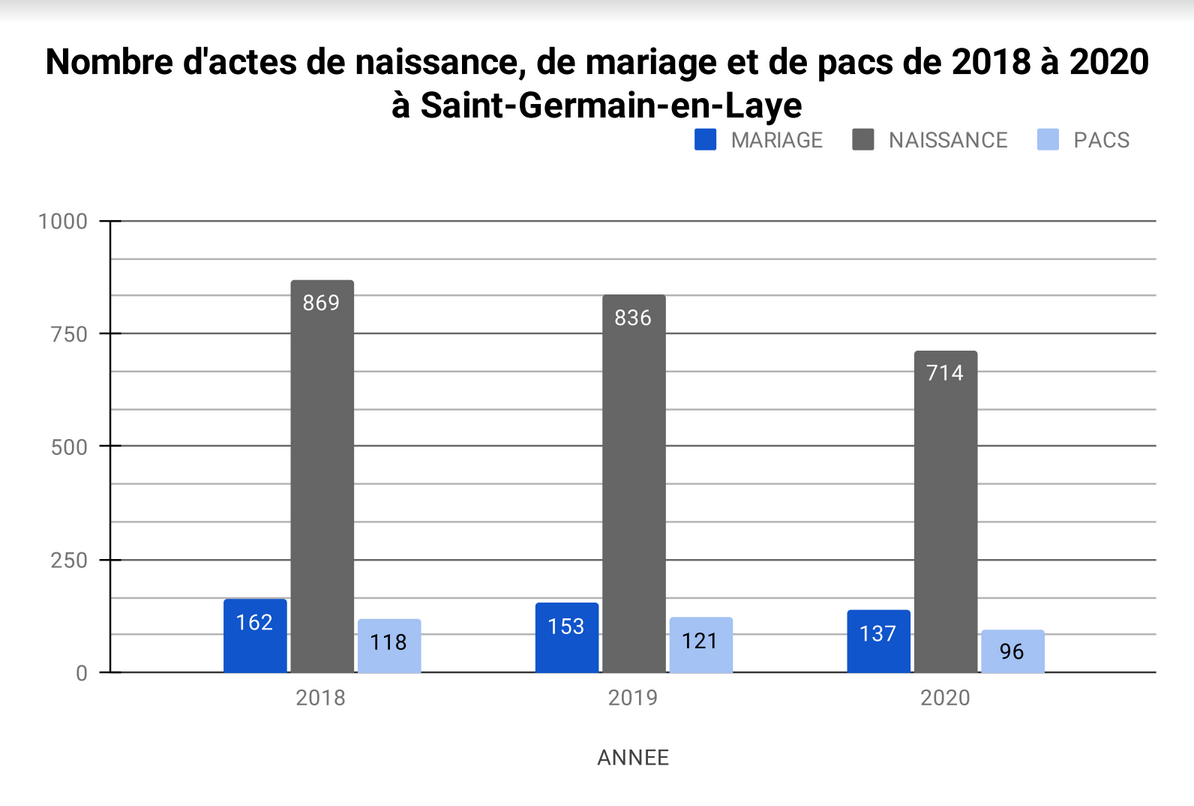 Nombre d'actes de naissance, de mariage et de pacs de 2018 à 2020
à Saint-Germain-en-Laye
MARIAGE NAISSANCE PACS
1000
750
500
250
0
869
836
714
162
118
153
121
137
96
2018 2019 2020
ANNEE